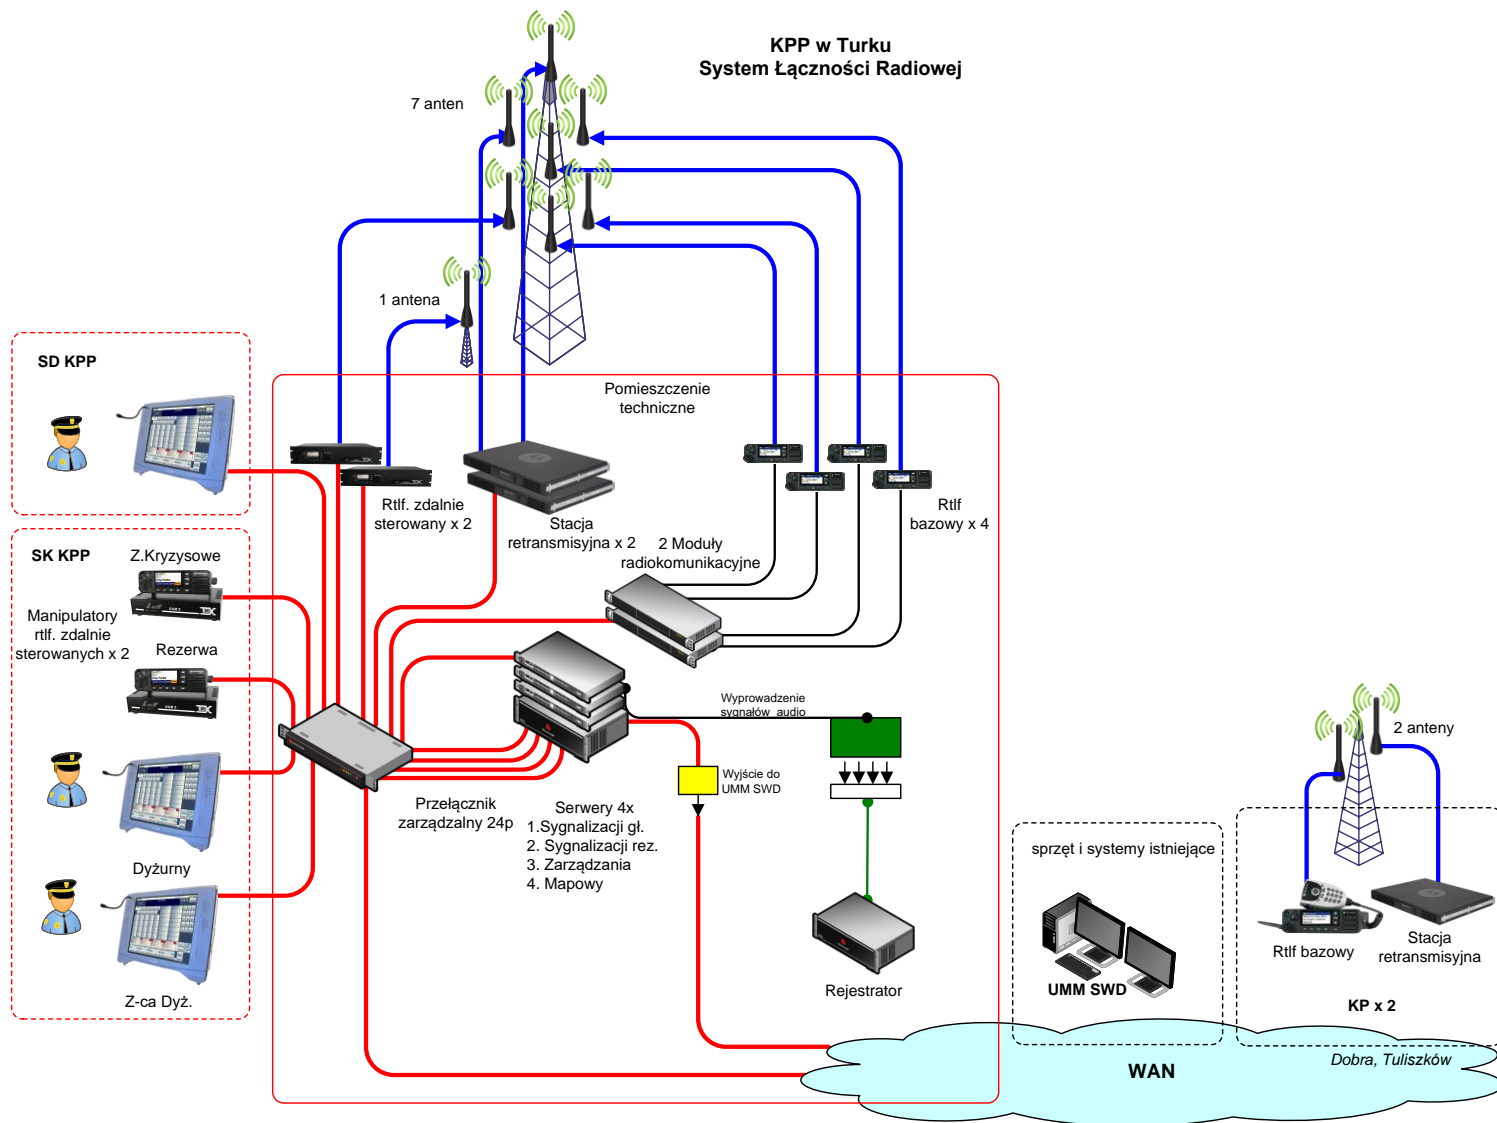 KPP w Turku
System Łączności Radiowej
7 anten
1 antena
SD KPP
Pomieszczenie
techniczne
Rtlf. zdalnie
sterowany x 2
Stacja
retransmisyjna x 2
2 Moduły
radiokomunikacyjne
Rtlf
bazowy x 4
SK KPP
Z.Kryzysowe
Manipulatory
rtlf. zdalnie
sterowanych x 2
Rezerwa
Dyżurny
Z-ca Dyż.
Przełącznik
zarządzalny 24p
Serwery 4x
1.Sygnalizacji gł.
2. Sygnalizacji rez.
3. Zarządzania
4. Mapowy
Wyprowadzenie
sygnałów audio
Wyjście do
UMM SWD
Rejestrator
sprzęt i systemy istniejące
UMM SWD
2 anteny
Rtlf bazowy
Stacja
retransmisyjna
KP x 2
Dobra, Tuliszków
WAN